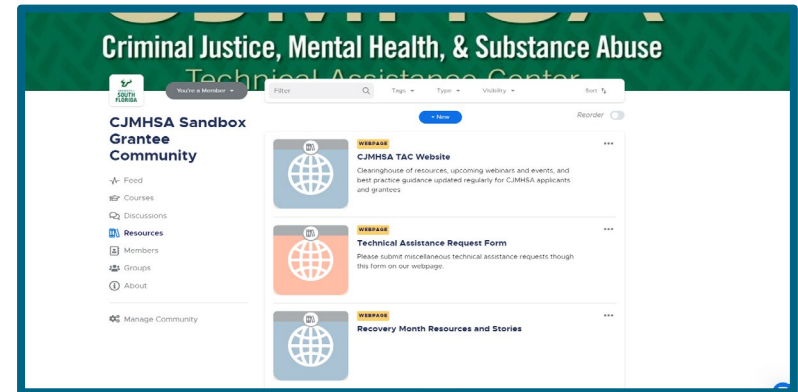 Criminal Justice, Mental Health, & Substance Abuse
Technical Assistance Center
SOUTH FLORIDA
You're a Member
Filter
Tags
Type
Visibility
Sort
CJMHSA Sandbox
Grantee
Community
+ New
Reorder
Feed
Courses
Discussions
Resources
Members
Groups
About
Manage Community
WEBPAGE
CJMHSA TAC Website
Clearinghouse of resources, upcoming webinars and events, and
best practice guidance updated regularly for CJMHSA applicants
and grantees
WEBPAGE
Technical Assistance Request Form
Please submit miscellaneous technical assistance requests though
this form on our webpage.
WEBPAGE
Recovery Month Resources and Stories